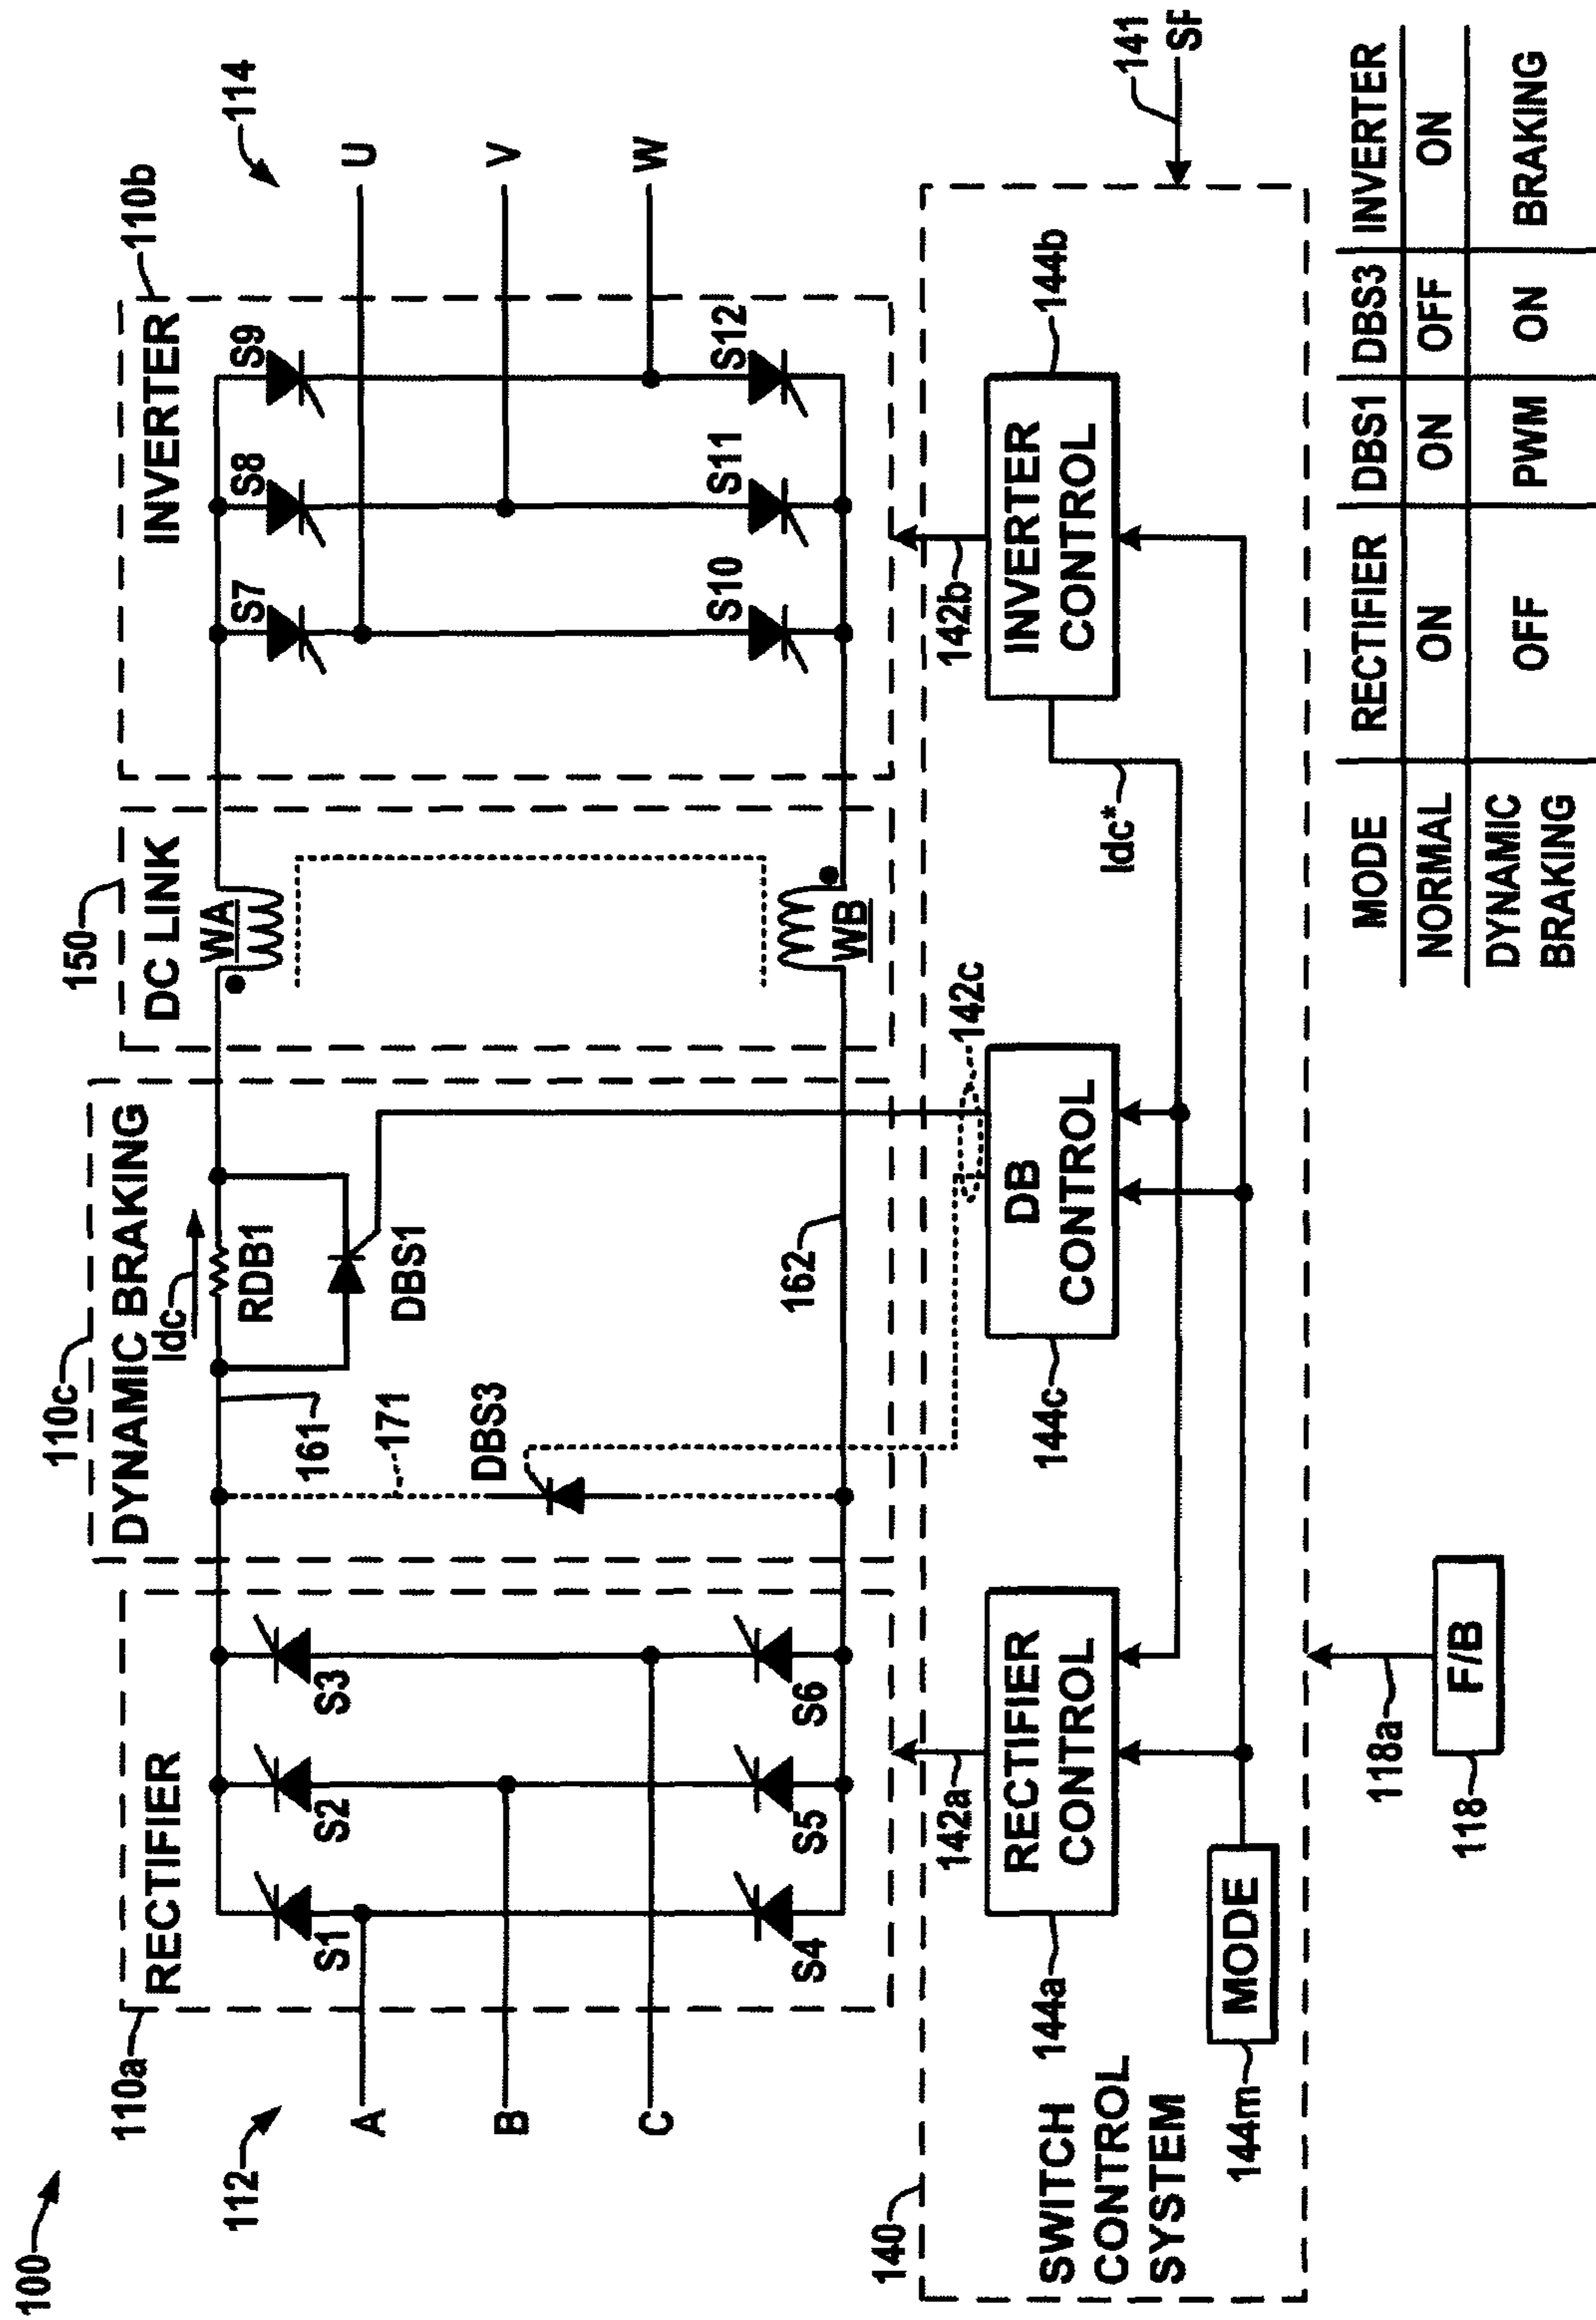 100
112
110a
RECTIFIER
110c
DYNAMIC BRAKING
150
DC LINK
INVERTER
110b
114
A
B
C
S1
S2
S3
S4
S5
S6
161
171
DBS3
Idc
RDB1
DBS1
162
WA
WB
S7
S8
S9
S10
S11
S12
U
V
W
140
SWITCH
CONTROL
SYSTEM
142a
RECTIFIER
CONTROL
144a
142c
DB
CONTROL
144c
142b
INVERTER
CONTROL
144b
Idc*
141
MODE
144m
118a
F/B
118
MODE RECTIFIER DBS1 DBS3 INVERTER
NORMAL ON ON OFF ON
DYNAMIC
BRAKING OFF PWM ON BRAKING